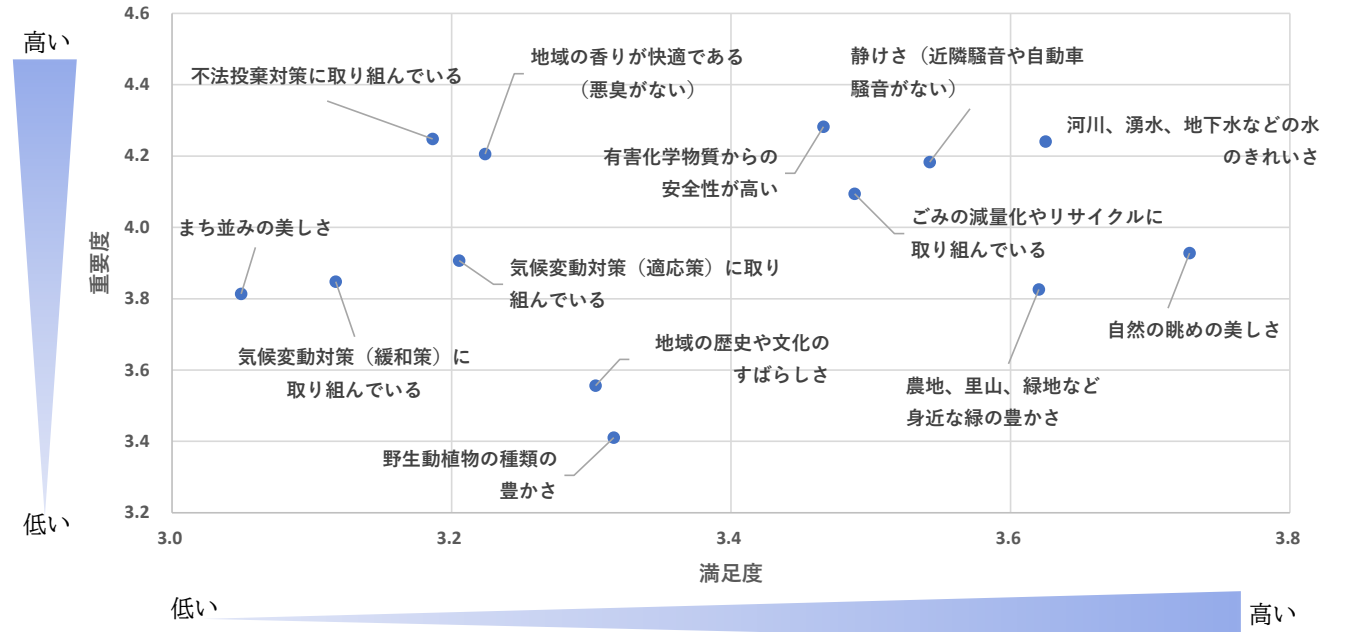 4.6
高い
静けさ（近隣騒音や自動車
騒音がない）
地域の香りが快適である
（悪臭がない）
不法投棄対策に取り組んでいる
4.4
河川、湧水、地下水などの水
のきれいさ
4.2
有害化学物質からの
安全性が高い
ごみの減量化やリサイクルに
取り組んでいる
まち並みの美しさ
4.0
重要度
気候変動対策（適応策）に取り
組んでいる
3.8
自然の眺めの美しさ
地域の歴史や文化の
すばらしさ
気候変動対策（緩和策）に
取り組んでいる
3.6
農地、里山、緑地など
身近な緑の豊かさ
3.4
野生動植物の種類の
豊かさ
3.2
低い
3.0
3.2
3.4
3.6
3.8
満足度
低い
高い